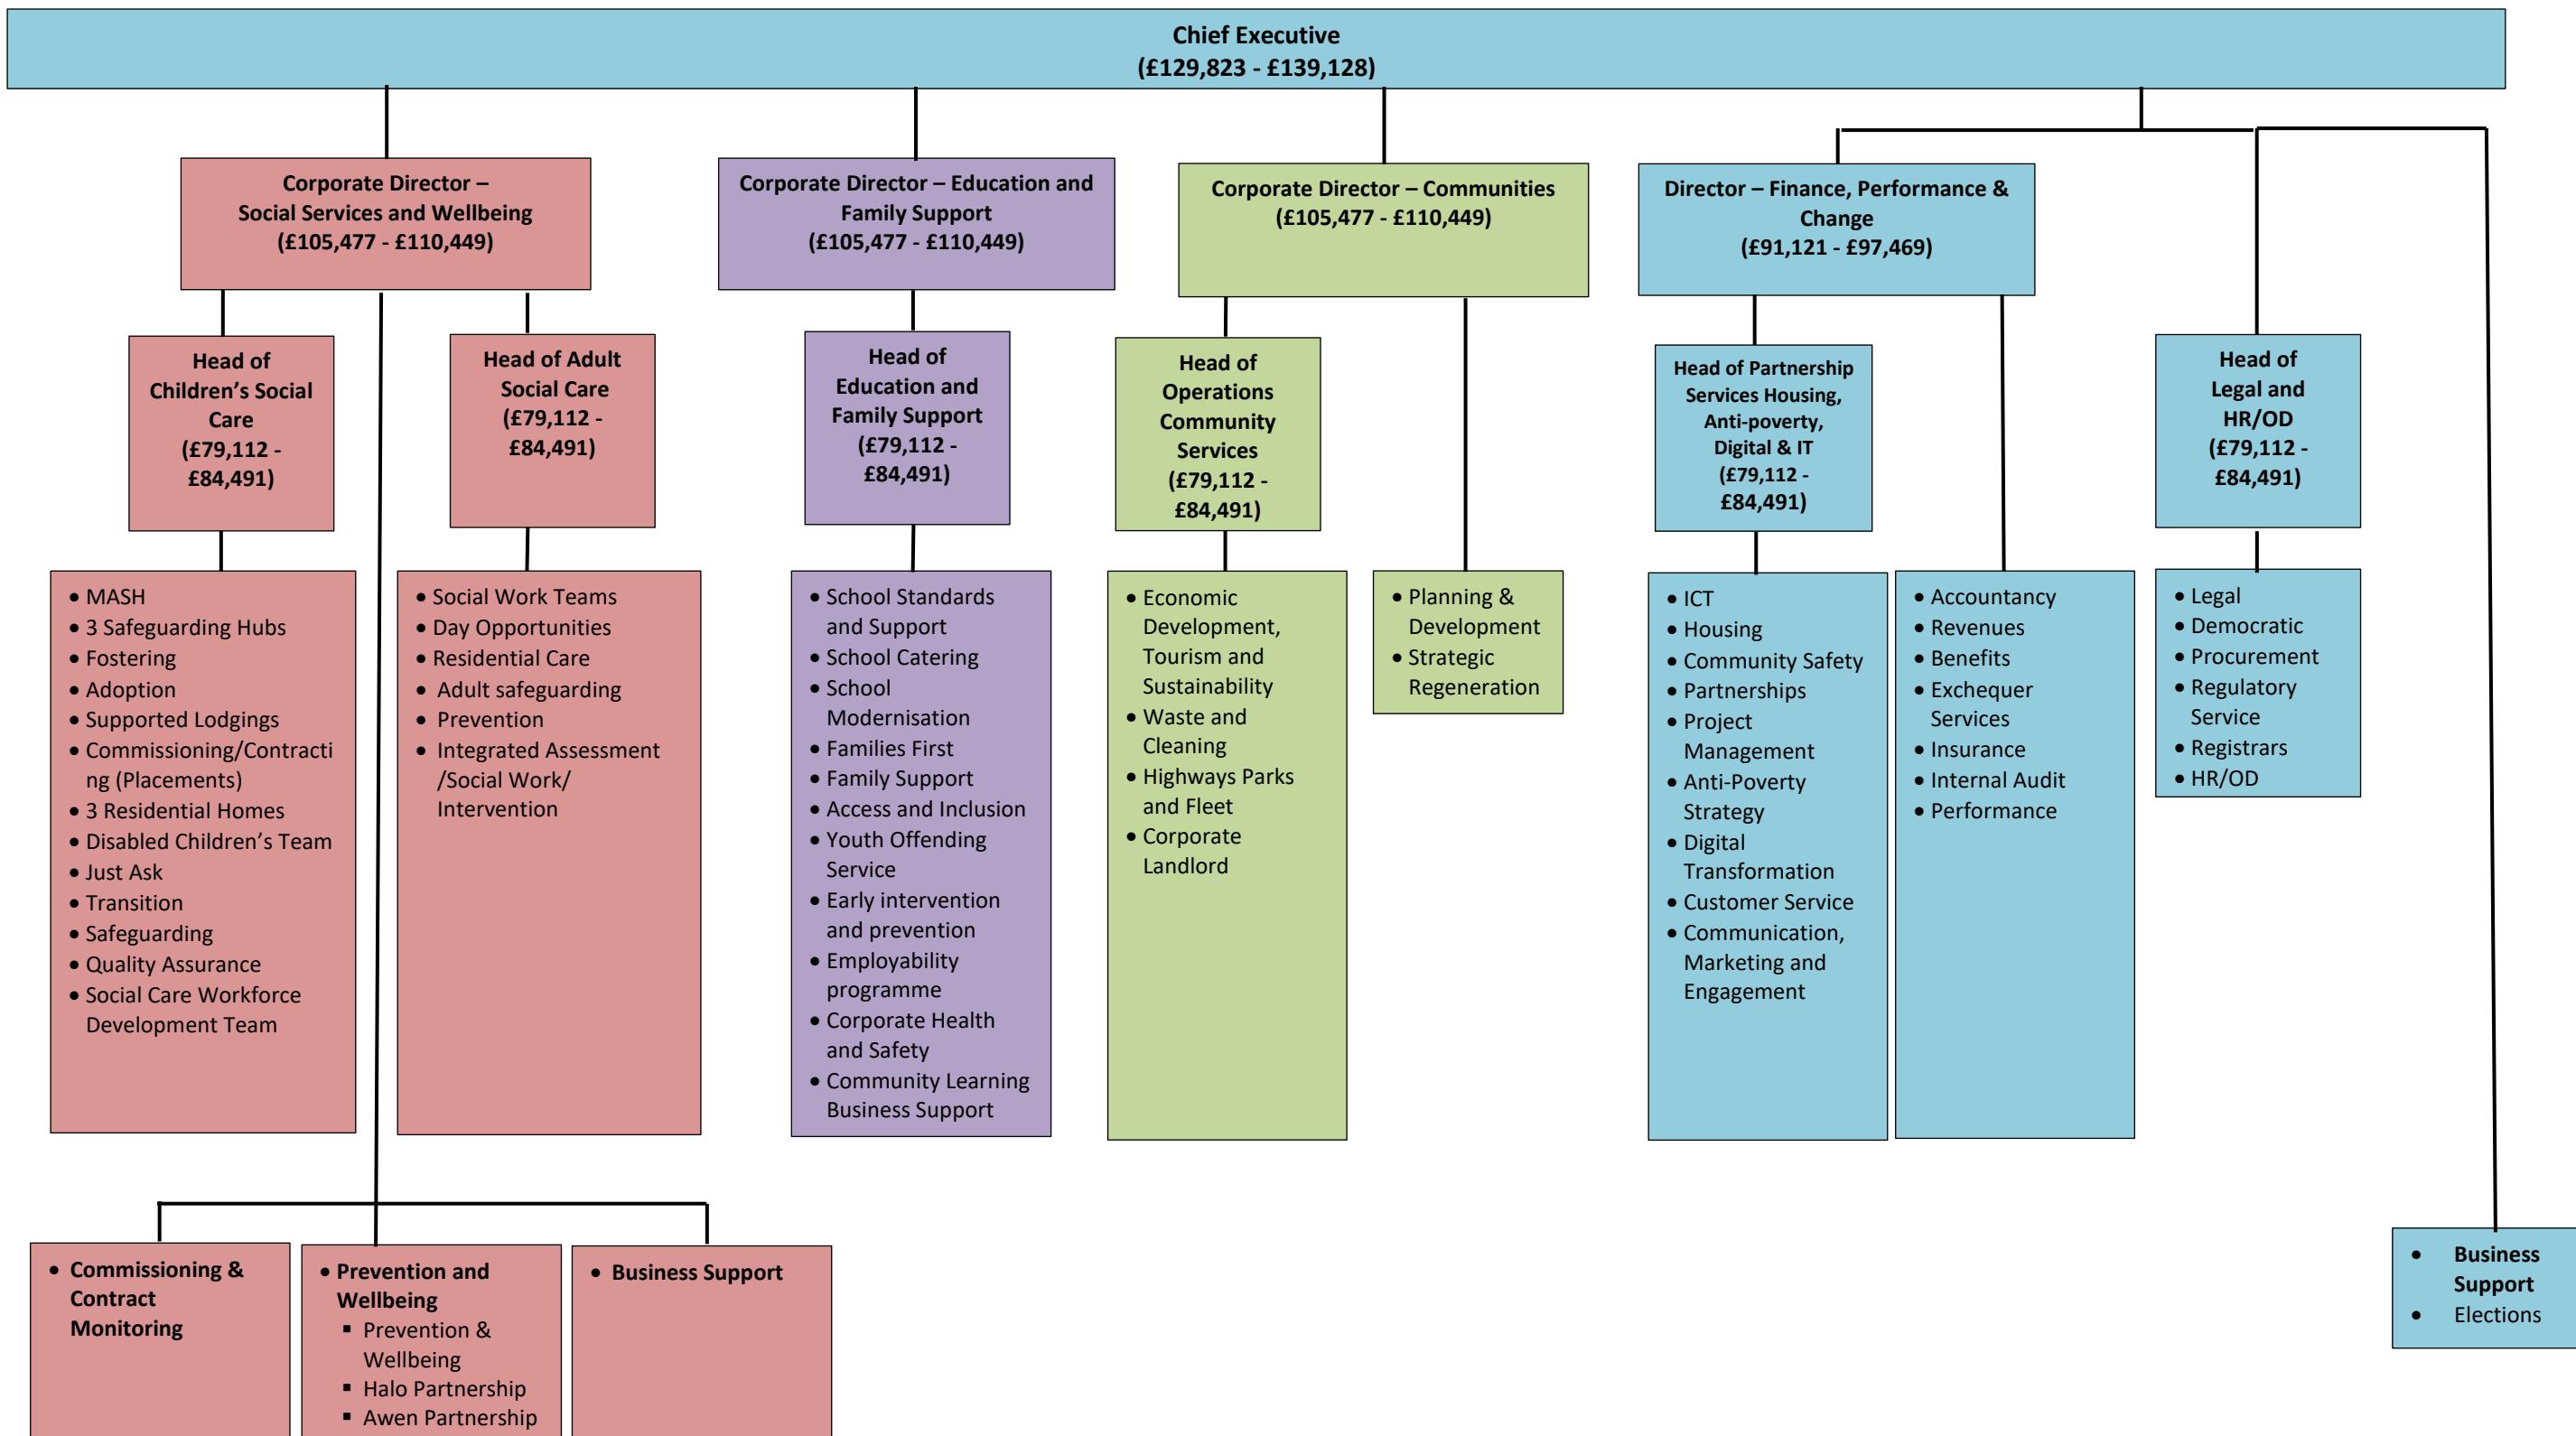 Chief Executive
(£129,823 - £139,128)
Corporate Director –
Social Services and Wellbeing
(£105,477 - £110,449)
Corporate Director – Education and
Family Support
(£105,477 - £110,449)
Corporate Director – Communities
(£105,477 - £110,449)
Director – Finance, Performance &
Change
(£91,121 - £97,469)
Head of
Children’s Social
Care
(£79,112 -
£84,491)
Head of Adult
Social Care
(£79,112 -
£84,491)
Head of
Education and
Family Support
(£79,112 -
£84,491)
Head of
Operations
Community
Services
(£79,112 -
£84,491)
Head of Partnership
Services Housing,
Anti-poverty,
Digital & IT
(£79,112 -
£84,491)
Head of
Legal and
HR/OD
(£79,112 -
£84,491)
• MASH
• 3 Safeguarding Hubs
• Fostering
• Adoption
• Supported Lodgings
• Commissioning/Contracti
ng (Placements)
• 3 Residential Homes
• Disabled Children’s Team
• Just Ask
• Transition
• Safeguarding
• Quality Assurance
• Social Care Workforce
Development Team
• Social Work Teams
• Day Opportunities
• Residential Care
• Adult safeguarding
• Prevention
• Integrated Assessment
/Social Work/
Intervention
• School Standards
and Support
• School Catering
• School
Modernisation
• Families First
• Family Support
• Access and Inclusion
• Youth Offending
Service
• Early intervention
and prevention
• Employability
programme
• Corporate Health
and Safety
• Community Learning
Business Support
• Economic
Development,
Tourism and
Sustainability
• Waste and
Cleaning
• Highways Parks
and Fleet
• Corporate
Landlord
• Planning &
Development
• Strategic
Regeneration
• ICT
• Housing
• Community Safety
• Partnerships
• Project
Management
• Anti-Poverty
Strategy
• Digital
Transformation
• Customer Service
• Communication,
Marketing and
Engagement
• Accountancy
• Revenues
• Benefits
• Exchequer
Services
• Insurance
• Internal Audit
• Performance
• Legal
• Democratic
• Procurement
• Regulatory
Service
• Registrars
• HR/OD
• Commissioning &
Contract
Monitoring
• Prevention and
Wellbeing
▪ Prevention &
Wellbeing
▪ Halo Partnership
▪ Awen Partnership
• Business Support
• Business
Support
• Elections